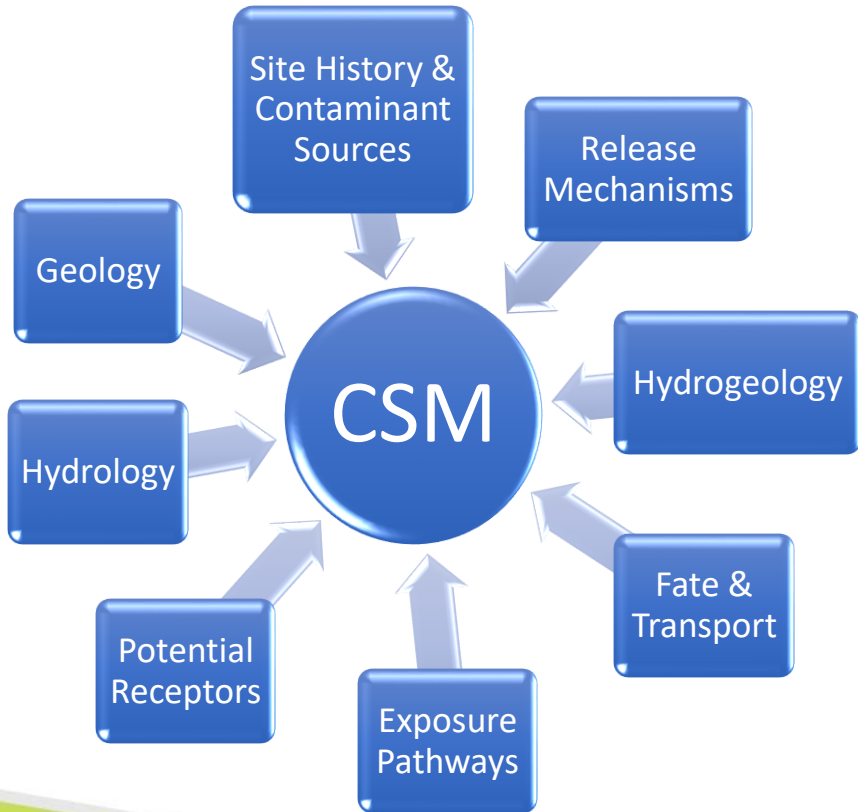 Site History &
Contaminant
Sources
Release
Mechanisms
Geology
CSM
Hydrogeology
Hydrology
Fate &
Transport
Potential
Receptors
Exposure
Pathways